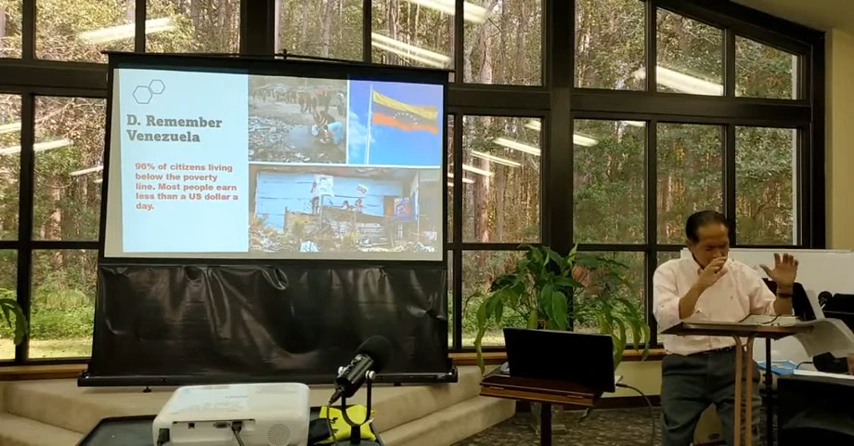 D. Remember
Venezuela
96% of citizens living
below the poverty
line. Most people earn
less than a US dollar a
day.